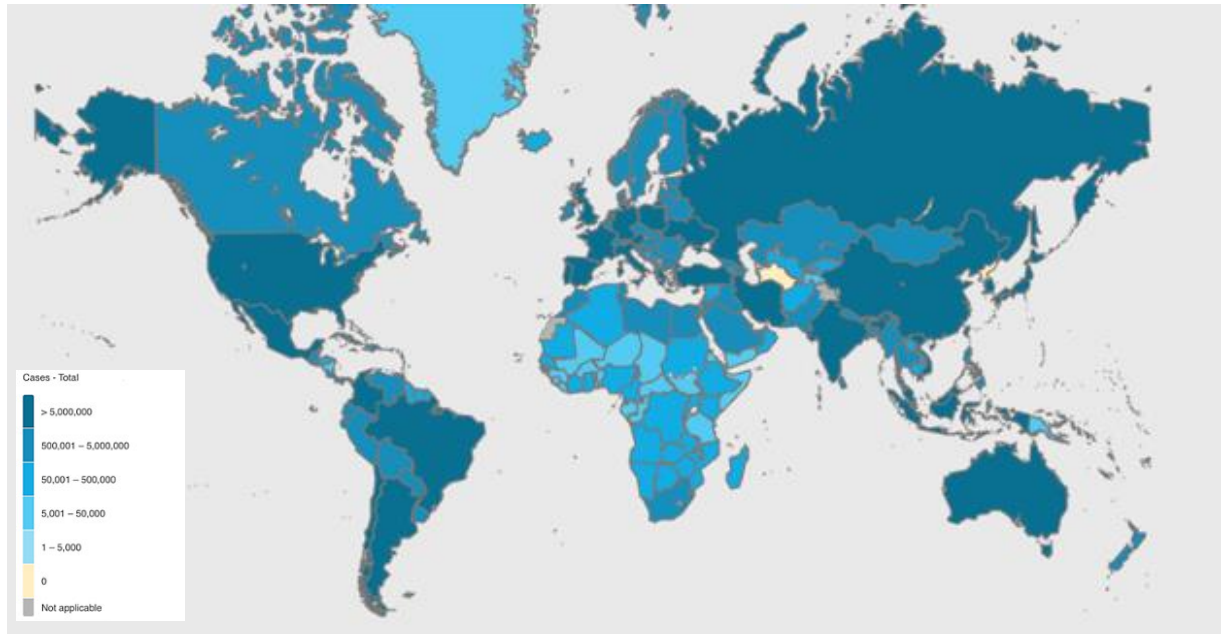 Cases - Total
> 5,000,000
500,001 – 5,000,000
50,001 – 500,000
5,001 – 50,000
1 – 5,000
0
Not applicable